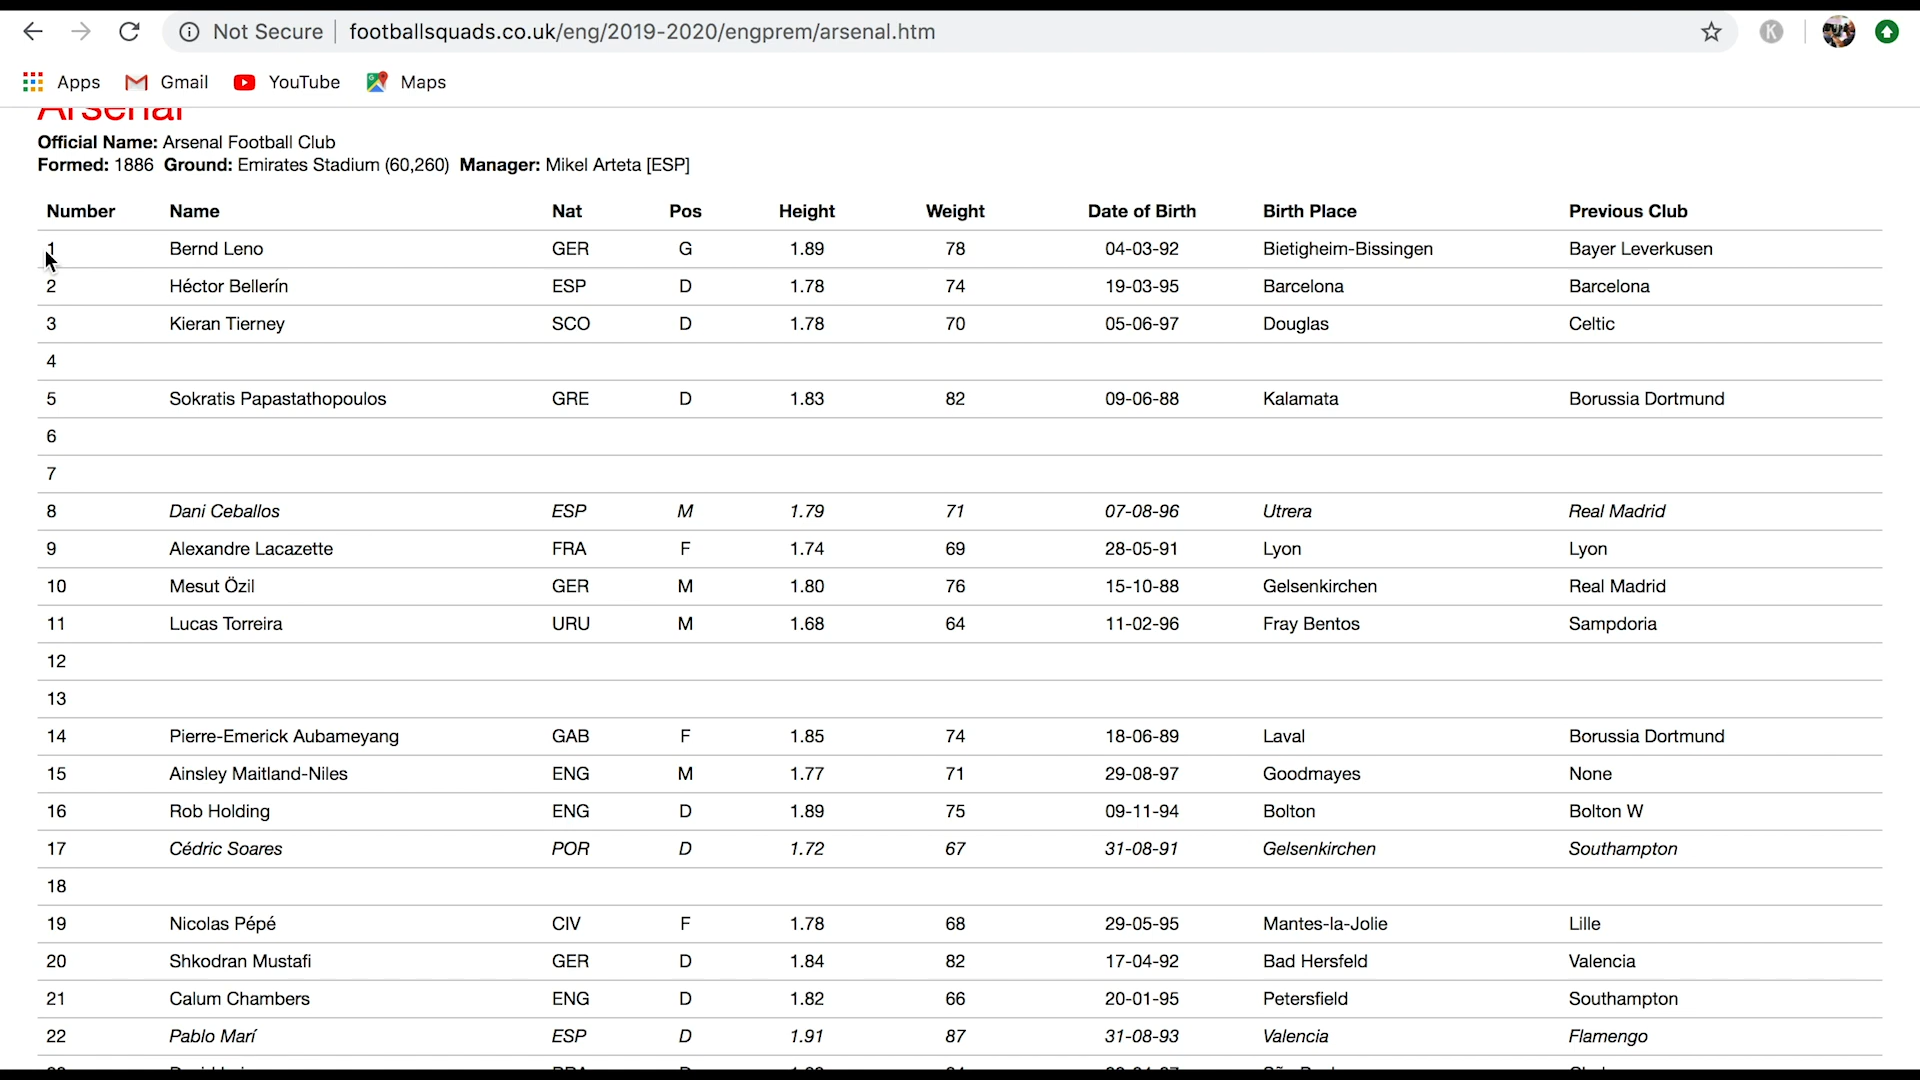 Not Secure footballsquads.co.uk/eng/2019-2020/engprem/arsenal.htm K
Apps Gmail YouTube Maps
Arsenal
Official Name: Arsenal Football Club
Formed: 1886 Ground: Emirates Stadium (60,260) Manager: Mikel Arteta [ESP]
Number Name Nat Pos Height Weight Date of Birth Birth Place Previous Club
1 Bernd Leno GER G 1.89 78 04-03-92 Bietigheim-Bissingen Bayer Leverkusen
2 Héctor Bellerín ESP D 1.78 74 19-03-95 Barcelona Barcelona
3 Kieran Tierney SCO D 1.78 70 05-06-97 Douglas Celtic
4
5 Sokratis Papastathopoulos GRE D 1.83 82 09-06-88 Kalamata Borussia Dortmund
6
7
8 Dani Ceballos ESP M 1.79 71 07-08-96 Utrera Real Madrid
9 Alexandre Lacazette FRA F 1.74 69 28-05-91 Lyon Lyon
10 Mesut Özil GER M 1.80 76 15-10-88 Gelsenkirchen Real Madrid
11 Lucas Torreira URU M 1.68 64 11-02-96 Fray Bentos Sampdoria
12
13
14 Pierre-Emerick Aubameyang GAB F 1.85 74 18-06-89 Laval Borussia Dortmund
15 Ainsley Maitland-Niles ENG M 1.77 71 29-08-97 Goodmayes None
16 Rob Holding ENG D 1.89 75 09-11-94 Bolton Bolton W
17 Cédric Soares POR D 1.72 67 31-08-91 Gelsenkirchen Southampton
18
19 Nicolas Pépé CIV F 1.78 68 29-05-95 Mantes-la-Jolie Lille
20 Shkodran Mustafi GER D 1.84 82 17-04-92 Bad Hersfeld Valencia
21 Calum Chambers ENG D 1.82 66 20-01-95 Petersfield Southampton
22 Pablo Marí ESP D 1.91 87 31-08-93 Valencia Flamengo